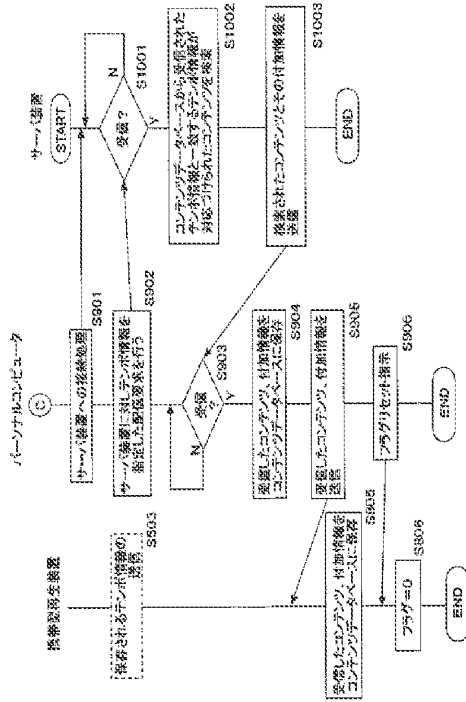 サーバ装置
START
受信?
N
S1001
Y
コンテンツデータベースから受信された
テンポ情報と一致するテンポ情報が
対応づけられたコンテンツを検索
S1002
検索されたコンテンツとその付加情報を
送信
S1003
END
パーソナルコンピュータ
C
サーバ装置への接続処理
S901
サーバ装置に対しテンポ情報を
指定した配信要求を行う
S902
受信
?
N
S903
Y
受信したコンテンツ、付加情報を
コンテンツデータベースに保存
S904
受信したコンテンツ、付加情報を
送信
S905
フラグリセット指示
S906
END
携帯型再生装置
保存されるテンポ情報の
送信
受信したコンテンツ、付加情報を
コンテンツデータベースに保存
S805
フラグ=0
S806
END